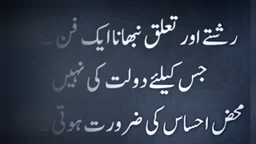 رشتے اور تعلق نبھانا ایک فن ۔
جس کیلئے دولت کی نہیں
محض احساس کی ضرورت ہوتی ۔